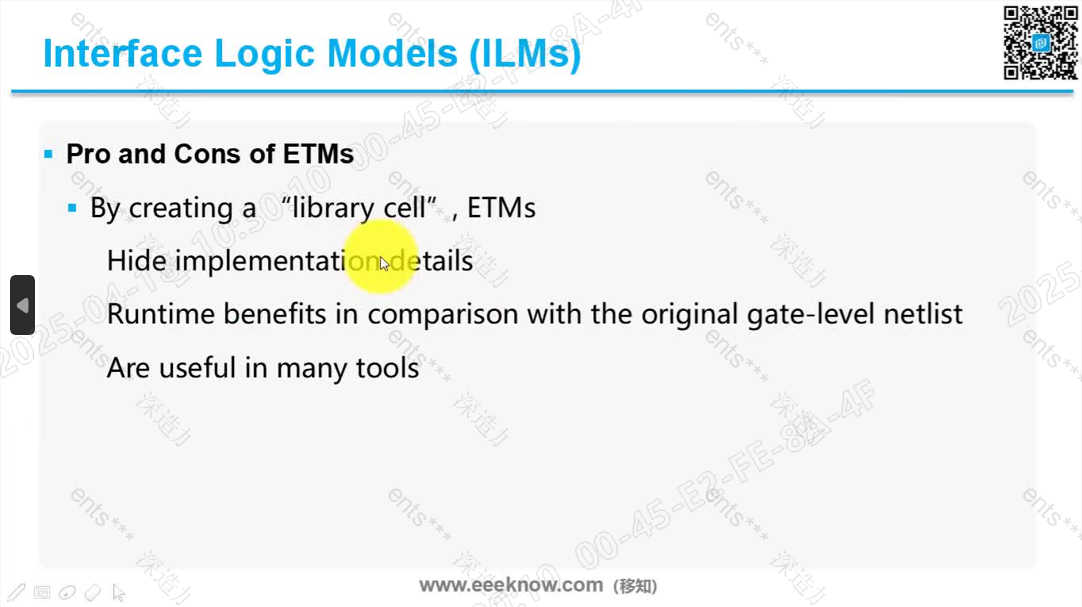 Interface Logic Models (ILMs)
Pro and Cons of ETMs
By creating a “library cell”, ETMs
Hide implementation details
Runtime benefits in comparison with the original gate-level netlist
Are useful in many tools
www.eeeknow.com (移知)